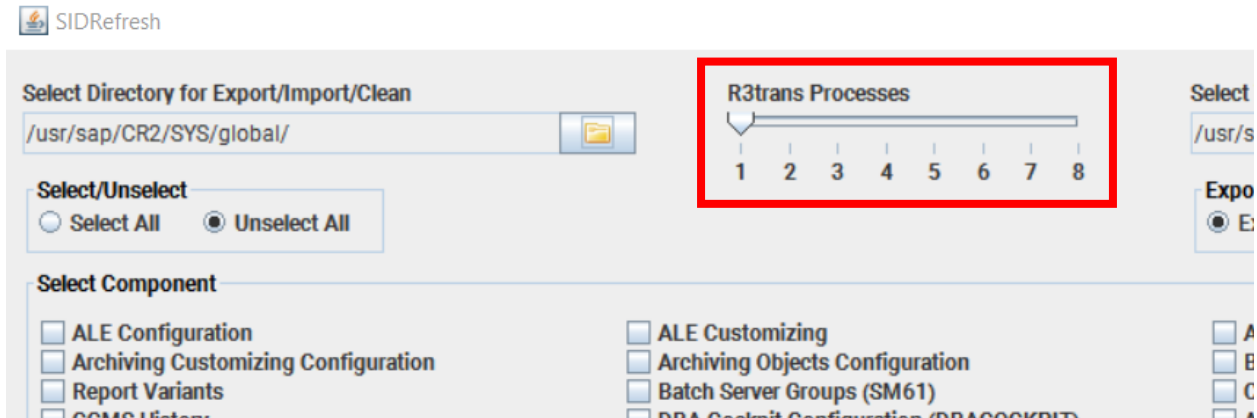 SIDRefresh
Select Directory for Export/Import/Clean
/usr/sap/CR2/SYS/global/
R3trans Processes
1 2 3 4 5 6 7 8
Select
/usr/s
Select/Unselect
Select All
Unselect All
Expo
Select Component
ALE Configuration
ALE Customizing
Archiving Customizing Configuration
Archiving Objects Configuration
Report Variants
Batch Server Groups (SM61)